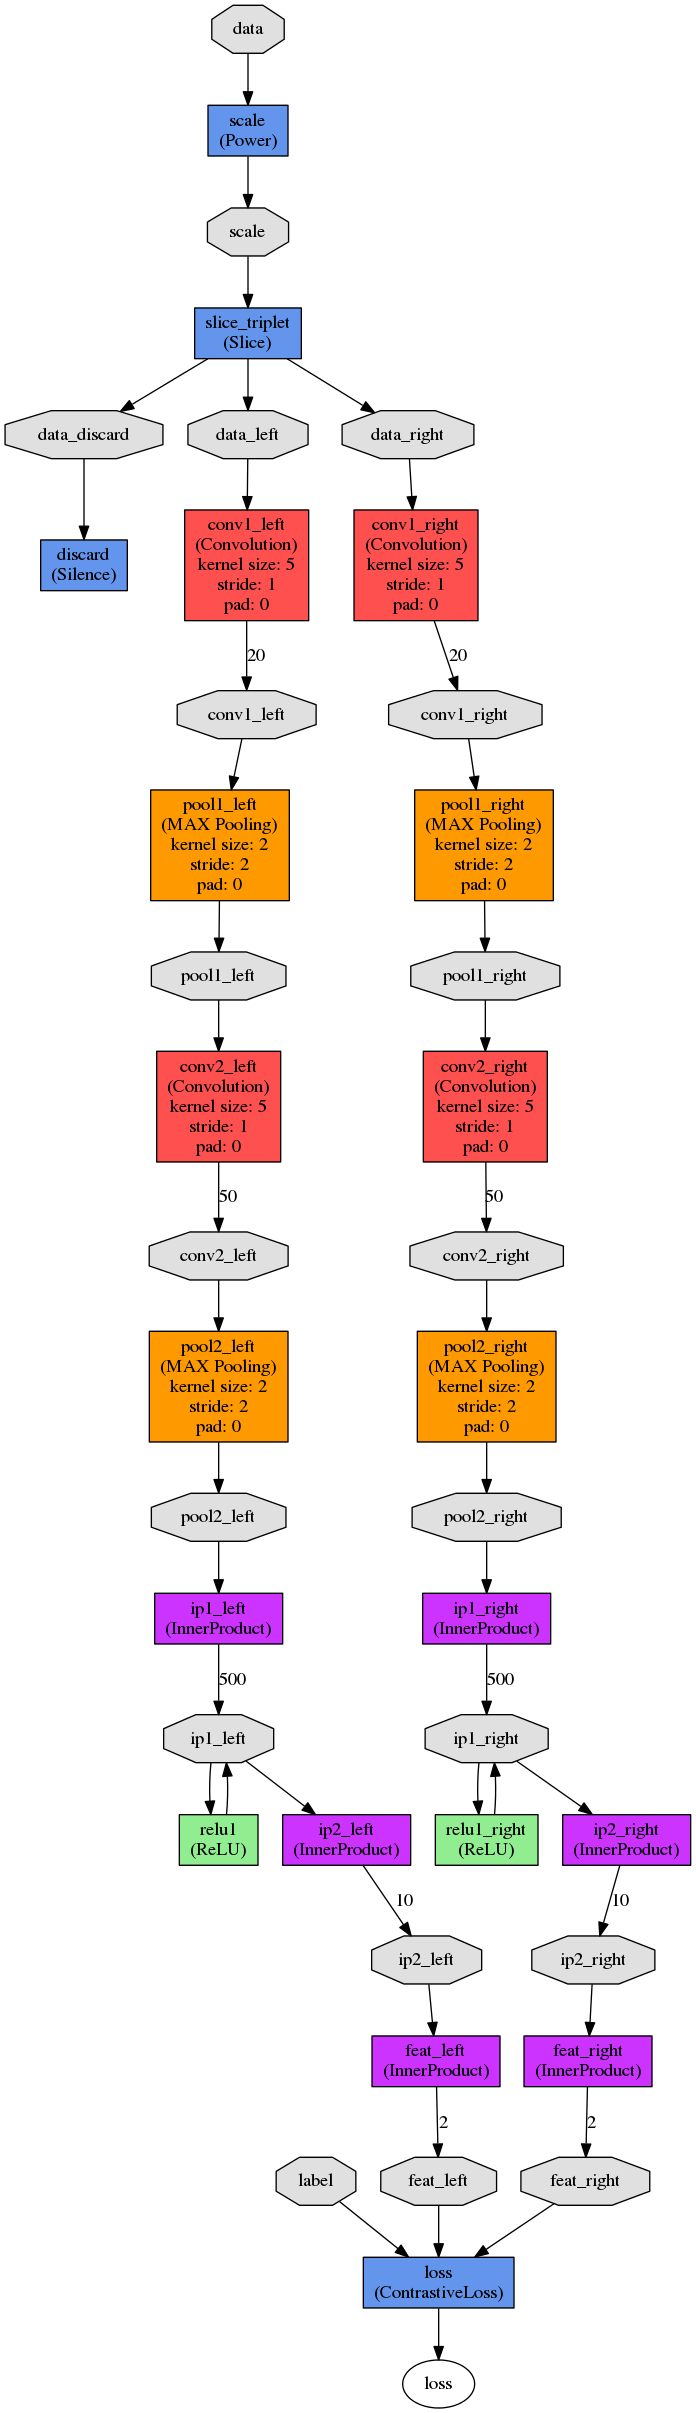 data
scale
(Power)
scale
slice_triplet
(Slice)
data_discard
data_left
data_right
discard
(Silence)
conv1_left
(Convolution)
kernel size: 5
stride: 1
pad: 0
conv1_right
(Convolution)
kernel size: 5
stride: 1
pad: 0
20
20
conv1_left
conv1_right
pool1_left
(MAX Pooling)
kernel size: 2
stride: 2
pad: 0
pool1_right
(MAX Pooling)
kernel size: 2
stride: 2
pad: 0
pool1_left
pool1_right
conv2_left
(Convolution)
kernel size: 5
stride: 1
pad: 0
conv2_right
(Convolution)
kernel size: 5
stride: 1
pad: 0
50
50
conv2_left
conv2_right
pool2_left
(MAX Pooling)
kernel size: 2
stride: 2
pad: 0
pool2_right
(MAX Pooling)
kernel size: 2
stride: 2
pad: 0
pool2_left
pool2_right
ip1_left
(InnerProduct)
ip1_right
(InnerProduct)
500
500
ip1_left
ip1_right
relu1
(ReLU)
ip2_left
(InnerProduct)
relu1_right
(ReLU)
ip2_right
(InnerProduct)
10
10
ip2_left
ip2_right
feat_left
(InnerProduct)
feat_right
(InnerProduct)
2
2
label
feat_left
feat_right
loss
(ContrastiveLoss)
loss